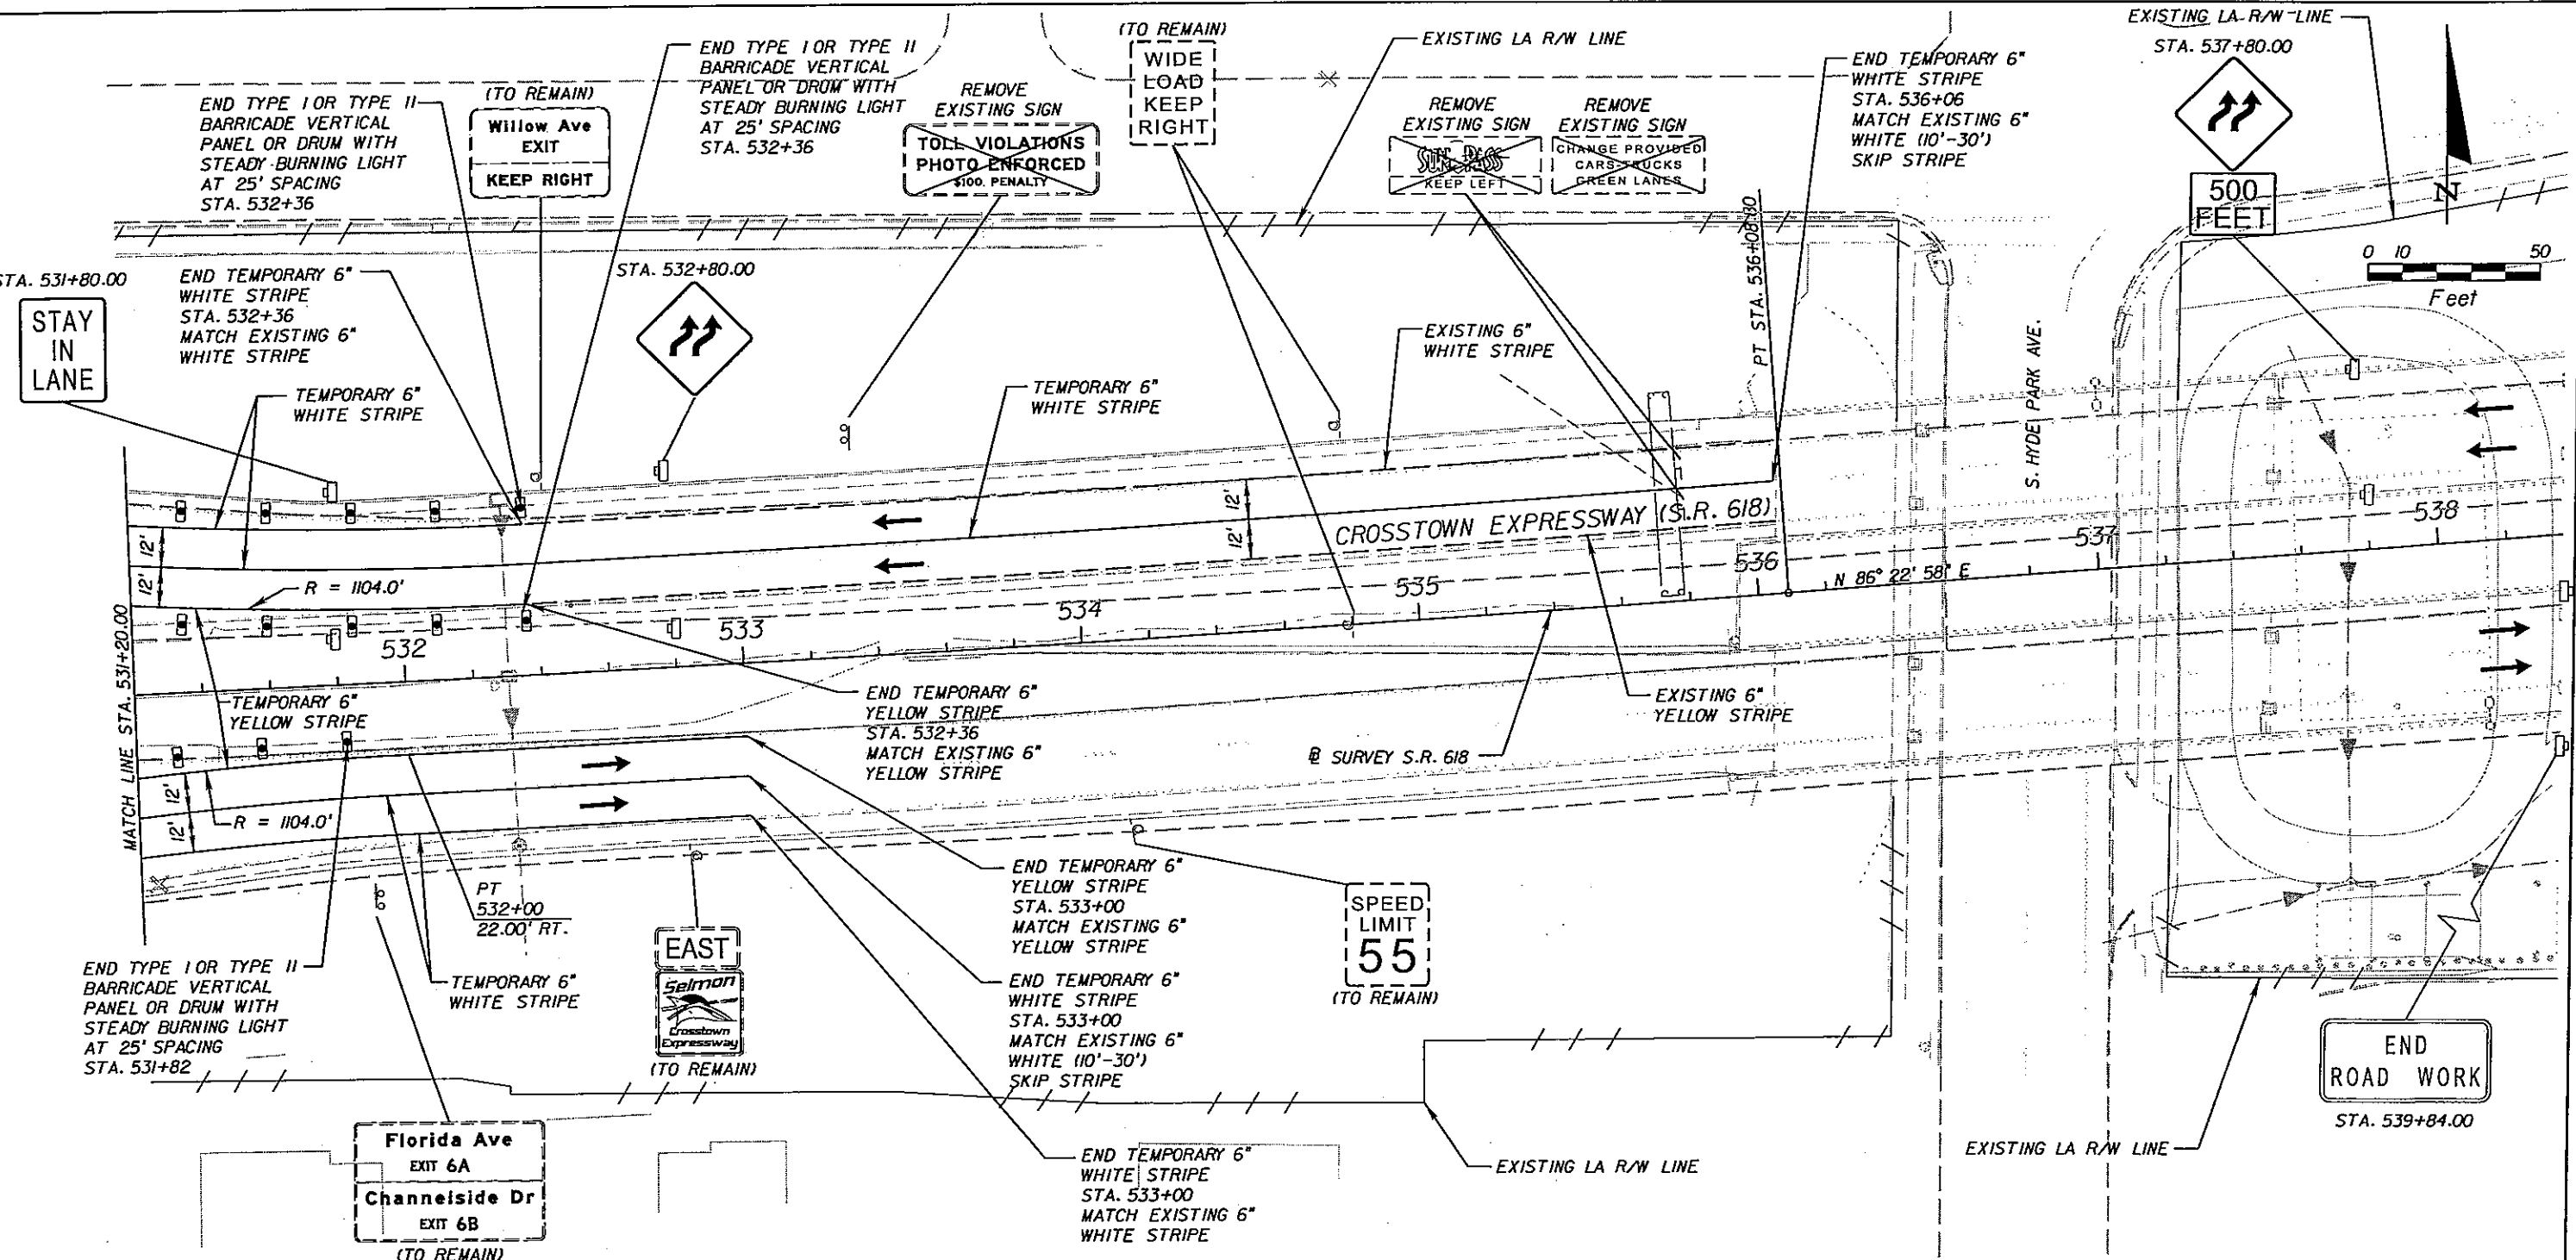 EXISTING LA R/W LINE
STA. 537+80.00
500
FEET
N
0 10 50
Feet
(TO REMAIN)
WIDE
LOAD
KEEP
RIGHT
EXISTING LA R/W LINE
END TEMPORARY 6"
WHITE STRIPE
STA. 536+06
MATCH EXISTING 6"
WHITE (10'-30')
SKIP STRIPE
END TYPE I OR TYPE II
BARRICADE VERTICAL
PANEL OR DRUM WITH
STEADY BURNING LIGHT
AT 25' SPACING
STA. 532+36
(TO REMAIN)
Willow Ave
EXIT
KEEP RIGHT
END TYPE I OR TYPE II
BARRICADE VERTICAL
PANEL OR DRUM WITH
STEADY BURNING LIGHT
AT 25' SPACING
STA. 532+36
REMOVE
EXISTING SIGN
TOLL VIOLATIONS
PHOTO ENFORCED
$100. PENALTY
REMOVE
EXISTING SIGN
SUN PASS
KEEP LEFT
REMOVE
EXISTING SIGN
CHANGE PROVIDED
CARS-TRUCKS
GREEN LANES
PT STA. 536+08.80
STA. 531+80.00
STAY
IN
LANE
END TEMPORARY 6"
WHITE STRIPE
STA. 532+36
MATCH EXISTING 6"
WHITE STRIPE
STA. 532+80.00
TEMPORARY 6"
WHITE STRIPE
TEMPORARY 6"
WHITE STRIPE
EXISTING 6"
WHITE STRIPE
S. HYDE PARK AVE.
12'
12'
12'
12'
R = 1104.0'
CROSSTOWN EXPRESSWAY (S.R. 618)
N 86° 22' 58" E
532
533
534
535
536
537
538
MATCH LINE STA. 531+20.00
TEMPORARY 6"
YELLOW STRIPE
END TEMPORARY 6"
YELLOW STRIPE
STA. 532+36
MATCH EXISTING 6"
YELLOW STRIPE
EXISTING 6"
YELLOW STRIPE
B SURVEY S.R. 618
12'
12'
R = 1104.0'
PT
532+00
22.00' RT.
TEMPORARY 6"
WHITE STRIPE
END TYPE I OR TYPE II
BARRICADE VERTICAL
PANEL OR DRUM WITH
STEADY BURNING LIGHT
AT 25' SPACING
STA. 531+82
EAST
Selmon
Crosstown
Expressway
(TO REMAIN)
END TEMPORARY 6"
YELLOW STRIPE
STA. 533+00
MATCH EXISTING 6"
YELLOW STRIPE
END TEMPORARY 6"
WHITE STRIPE
STA. 533+00
MATCH EXISTING 6"
WHITE (10'-30')
SKIP STRIPE
SPEED
LIMIT
55
(TO REMAIN)
END TEMPORARY 6"
WHITE STRIPE
STA. 533+00
MATCH EXISTING 6"
WHITE STRIPE
Florida Ave
EXIT 6A
Channelside Dr
EXIT 6B
(TO REMAIN)
EXISTING LA R/W LINE
EXISTING LA R/W LINE
END
ROAD WORK
STA. 539+84.00